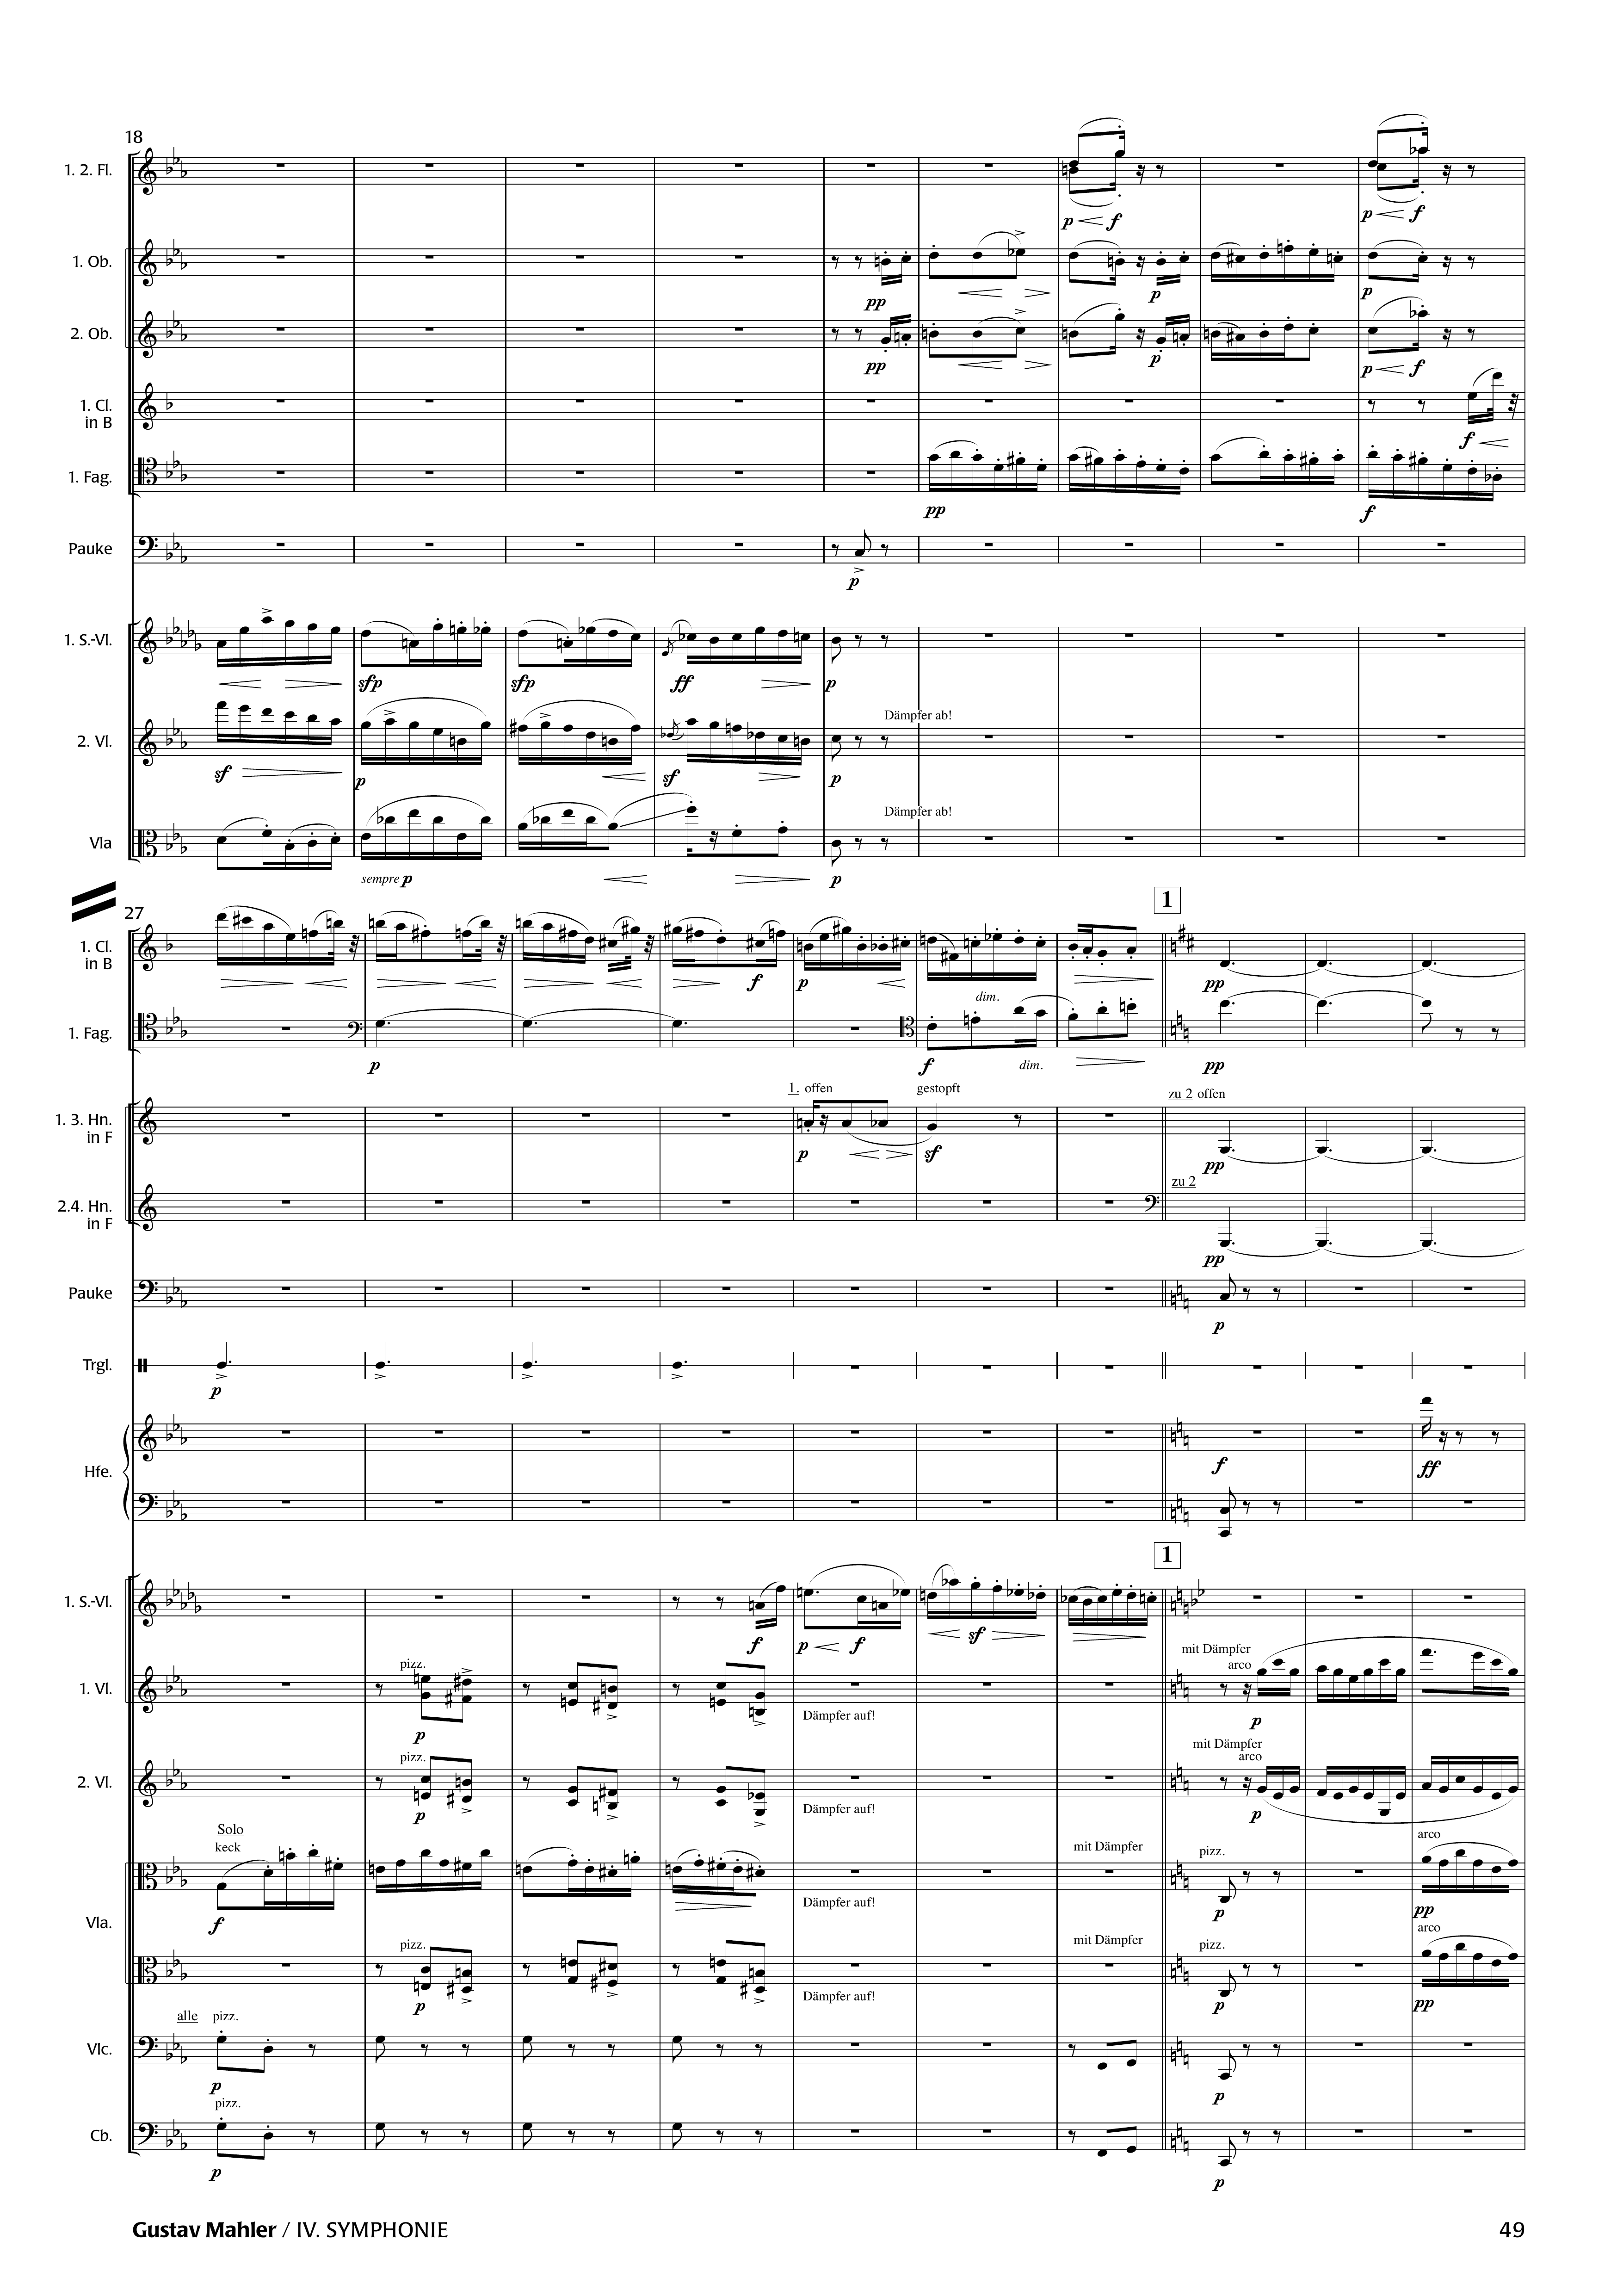 18
1. 2. Fl.
p f
p f
1. Ob.
pp p p
2. Ob.
pp p p f
1. Cl.
in B
f
1. Fag.
pp f
Pauke
p
1. S.-Vl.
sfp sfp ff p
2. Vl.
Dämpfer ab!
sf p sf p
Vla
Dämpfer ab!
sempre p p
1
27
1. Cl.
in B
f p dim. pp
1. Fag.
p f dim. pp
1. offen gestopft zu 2 offen
1. 3. Hn.
in F
p sf pp
zu 2
2.4. Hn.
in F
pp
Pauke
p
Trgl.
p
Hfe.
f ff
1
1. S.-Vl.
f p f sf
mit Dämpfer
pizz. arco
1. Vl.
p Dämpfer auf! p
mit Dämpfer
pizz. arco
2. Vl.
p Dämpfer auf! p
Solo
keck mit Dämpfer pizz. arco
Vla.
f Dämpfer auf! p pp
pizz. mit Dämpfer pizz. arco
p Dämpfer auf! p pp
alle pizz.
Vlc.
p p
pizz.
Cb.
p p
Gustav Mahler / IV. SYMPHONIE 49